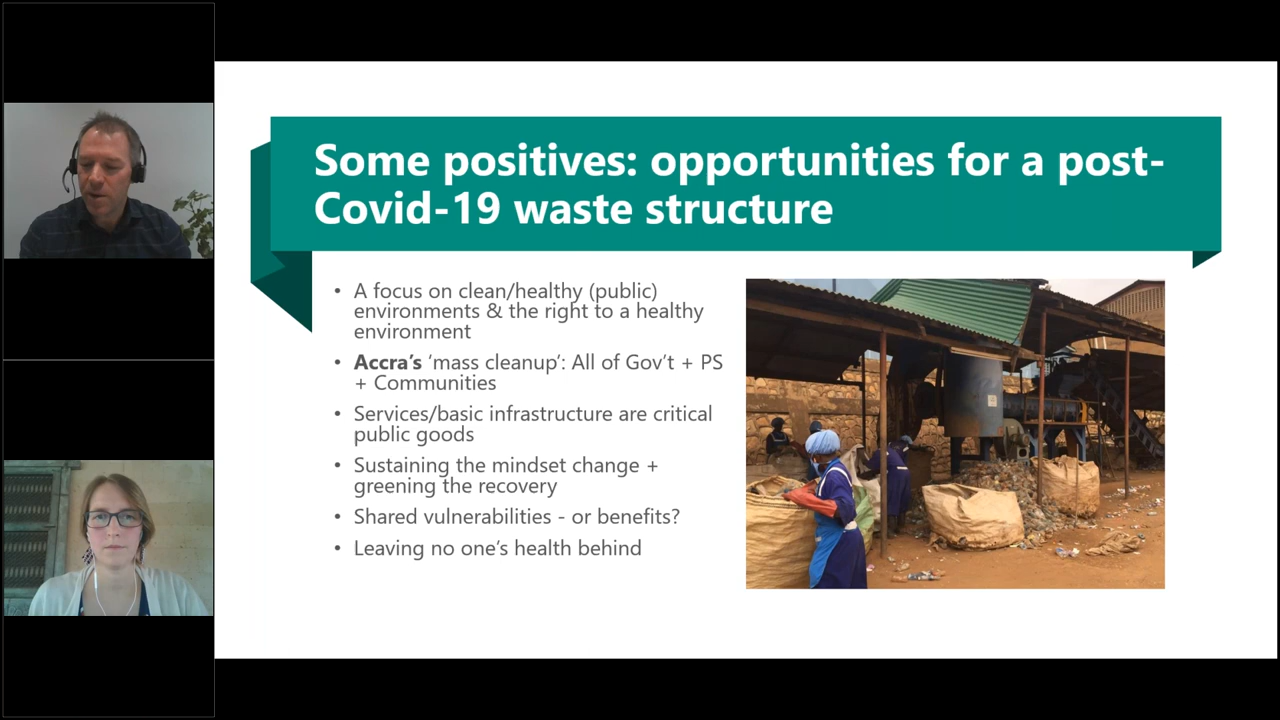 Some positives: opportunities for a post-
Covid-19 waste structure
• A focus on clean/healthy (public)
environments & the right to a healthy
environment
• Accra’s ‘mass cleanup’: All of Gov’t + PS
+ Communities
• Services/basic infrastructure are critical
public goods
• Sustaining the mindset change +
greening the recovery
• Shared vulnerabilities - or benefits?
• Leaving no one’s health behind